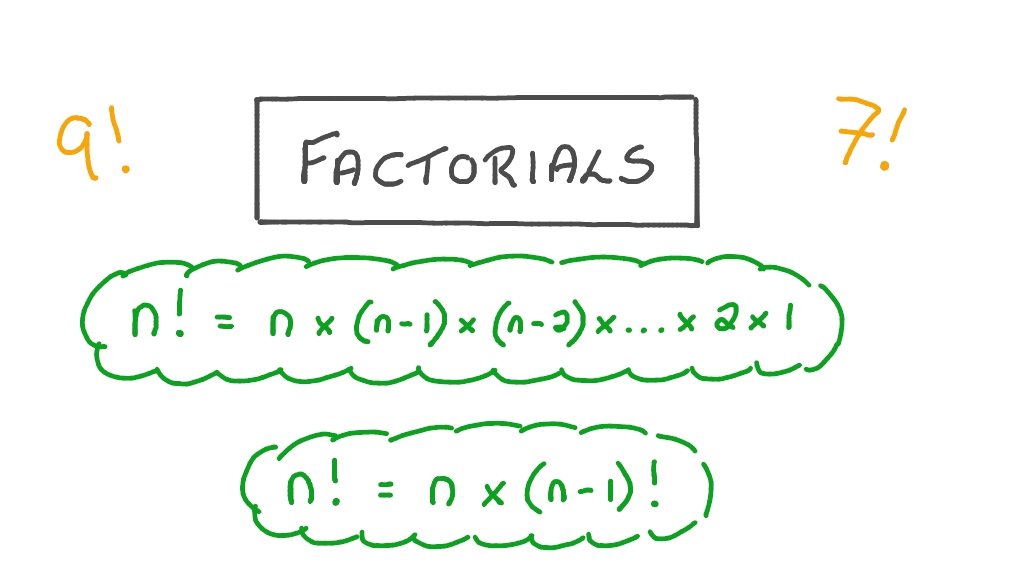 9!
FACTORIALS
7!
n! = n × (n-1) × (n-2) × ... × 2 × 1
n! = n × (n-1)!